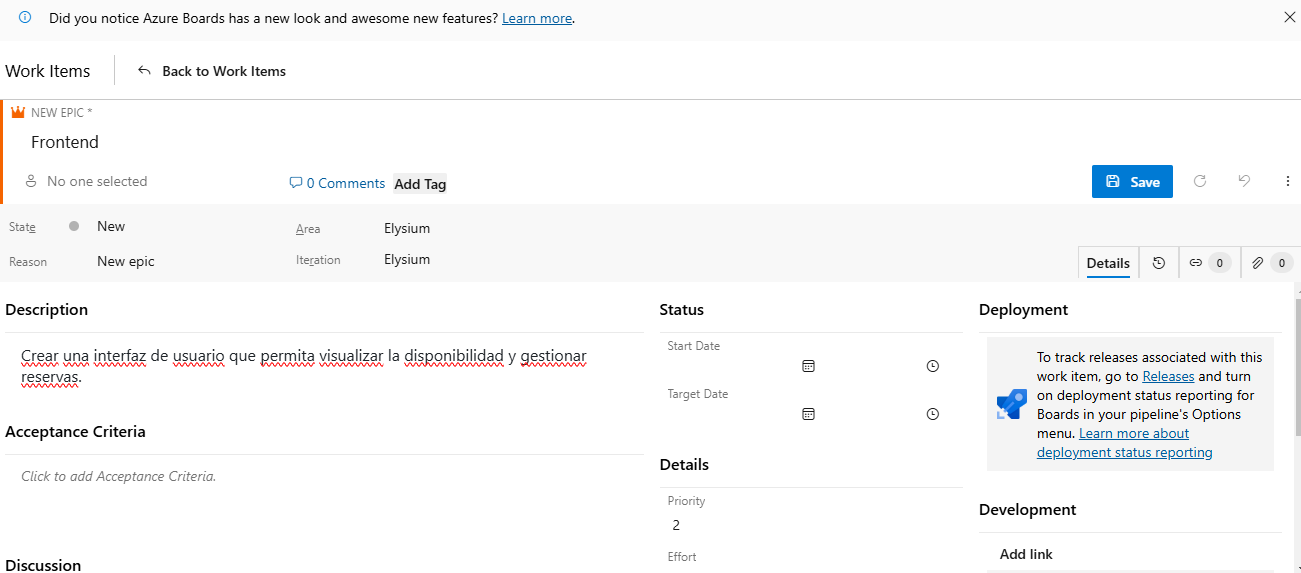 Did you notice Azure Boards has a new look and awesome new features? Learn more.
Work Items
Back to Work Items
NEW EPIC *
Frontend
No one selected
0 Comments
Add Tag
Save
State
New
Area
Elysium
Reason
New epic
Iteration
Elysium
Details
0
0
Description
Crear una interfaz de usuario que permita visualizar la disponibilidad y gestionar
reservas.
Acceptance Criteria
Click to add Acceptance Criteria.
Discussion
Status
Start Date
Target Date
Details
Priority
2
Effort
Deployment
To track releases associated with this
work item, go to Releases and turn
on deployment status reporting for
Boards in your pipeline's Options
menu. Learn more about
deployment status reporting
Development
Add link